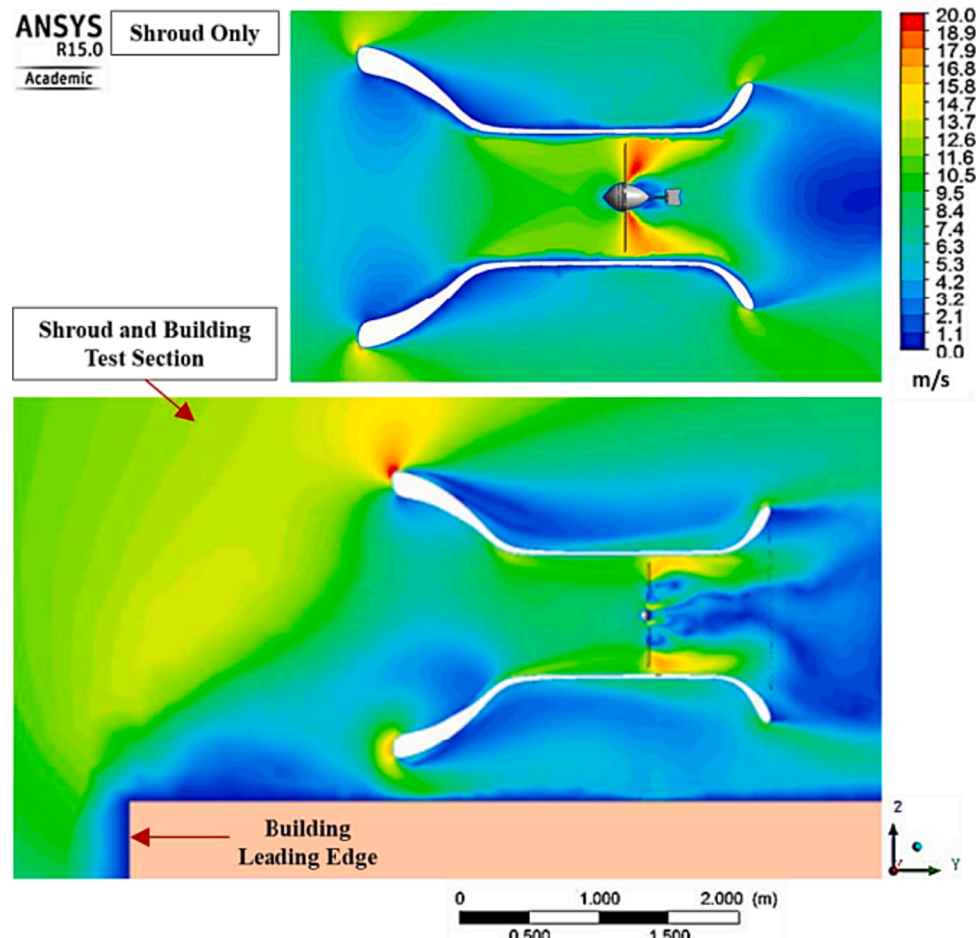 ANSYS
R15.0
Academic
Shroud Only
20.0
18.9
17.9
16.8
15.8
14.7
13.7
12.6
11.6
10.5
9.5
8.4
7.4
6.3
5.3
4.2
3.2
2.1
1.1
0.0
m/s
Shroud and Building
Test Section
Building
Leading Edge
Z
Y
0 1.000 2.000 (m)
0.500 1.500